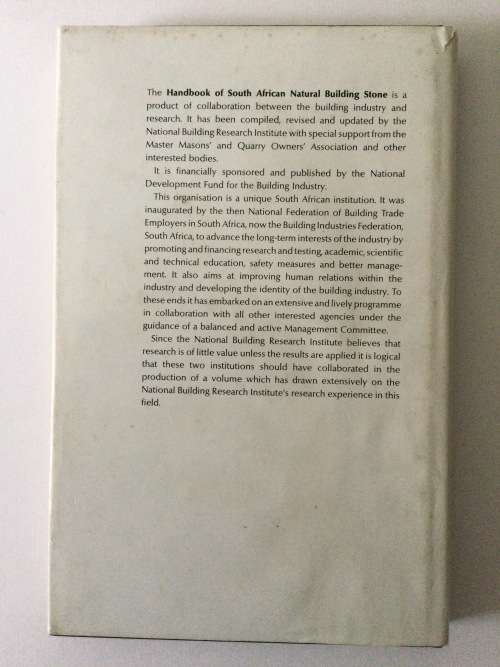 The Handbook of South African Natural Building Stone is a
product of collaboration between the building industry and
research. It has been compiled, revised and updated by the
National Building Research Institute with special support from the
Master Masons' and Quarry Owners' Association and other
interested bodies.
It is financially sponsored and published by the National
Development Fund for the Building Industry.
This organisation is a unique South African institution. It was
inaugurated by the then National Federation of Building Trade
Employers in South Africa, now the Building Industries Federation,
South Africa, to advance the long-term interests of the industry by
promoting and financing research and testing, academic, scientific
and technical education, safety measures and better manage-
ment. It also aims at improving human relations within the
industry and developing the identity of the building industry. To
these ends it has embarked on an extensive and lively programme
in collaboration with all other interested agencies under the
guidance of a balanced and active Management Committee.
Since the National Building Research Institute believes that
research is of little value unless the results are applied it is logical
that these two institutions should have collaborated in the
production of a volume which has drawn extensively on the
National Building Research Institute's research experience in this
field.